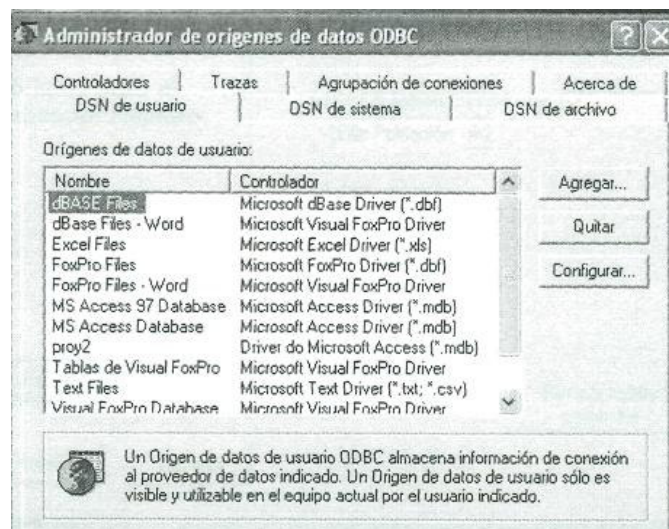 Administrador de orígenes de datos ODBC
Controladores Trazas Agrupación de conexiones Acerca de
DSN de usuario DSN de sistema DSN de archivo
Orígenes de datos de usuario:
Nombre Controlador
dBASE Files Microsoft dBase Driver (*.dbf)
dBase Files - Word Microsoft Visual FoxPro Driver
Excel Files Microsoft Excel Driver (*.xls)
FoxPro Files Microsoft FoxPro Driver (*.dbf)
FoxPro Files - Word Microsoft Visual FoxPro Driver
MS Access 97 Database Microsoft Access Driver (*.mdb)
MS Access Database Microsoft Access Driver (*.mdb)
proy2 Driver do Microsoft Access (*.mdb)
Tablas de Visual FoxPro Microsoft Visual FoxPro Driver
Text Files Microsoft Text Driver (*.txt; *.csv)
Visual FoxPro Database Microsoft Visual FoxPro Driver
Agregar...
Quitar
Configurar...
Un Origen de datos de usuario ODBC almacena información de conexión
al proveedor de datos indicado. Un Origen de datos de usuario sólo es
visible y utilizable en el equipo actual por el usuario indicado.